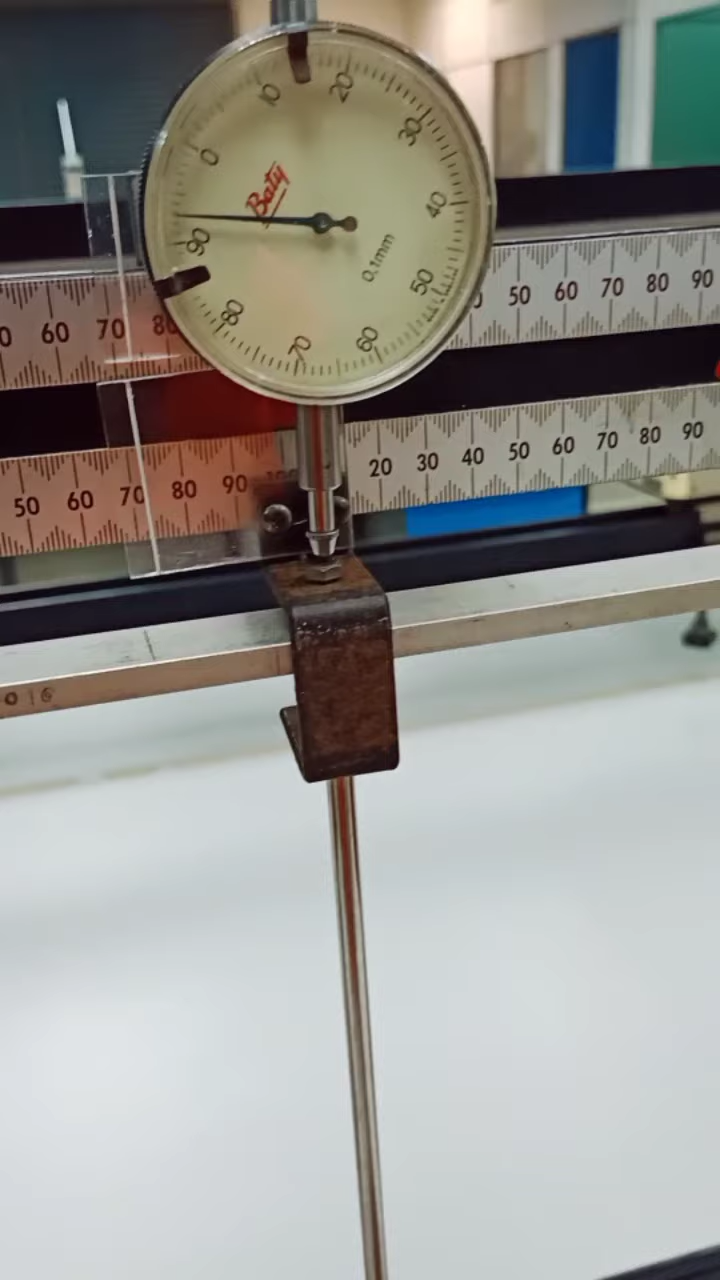 10 20
0 30
Baty
90 40
0.1mm
80 50
70 60
60 70 80
50 60 70 80 90
50 60 70 80 90
20 30 40 50 60 70 80 90
016